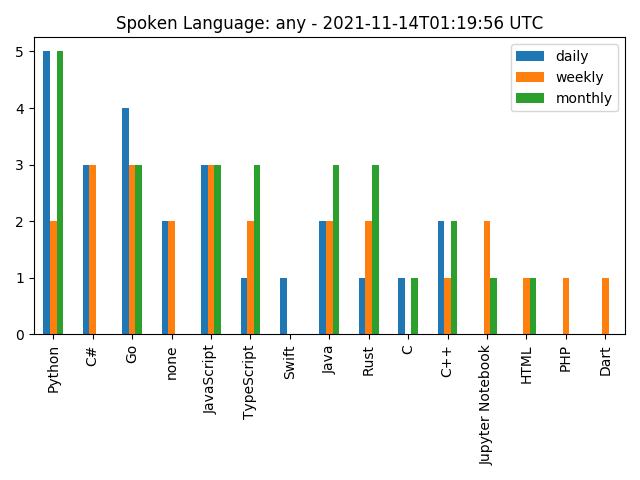 Spoken Language: any - 2021-11-14T01:19:56 UTC
daily
weekly
monthly
5
4
3
2
1
0
Python
C#
Go
none
JavaScript
TypeScript
Swift
Java
Rust
C
C++
Jupyter Notebook
HTML
PHP
Dart